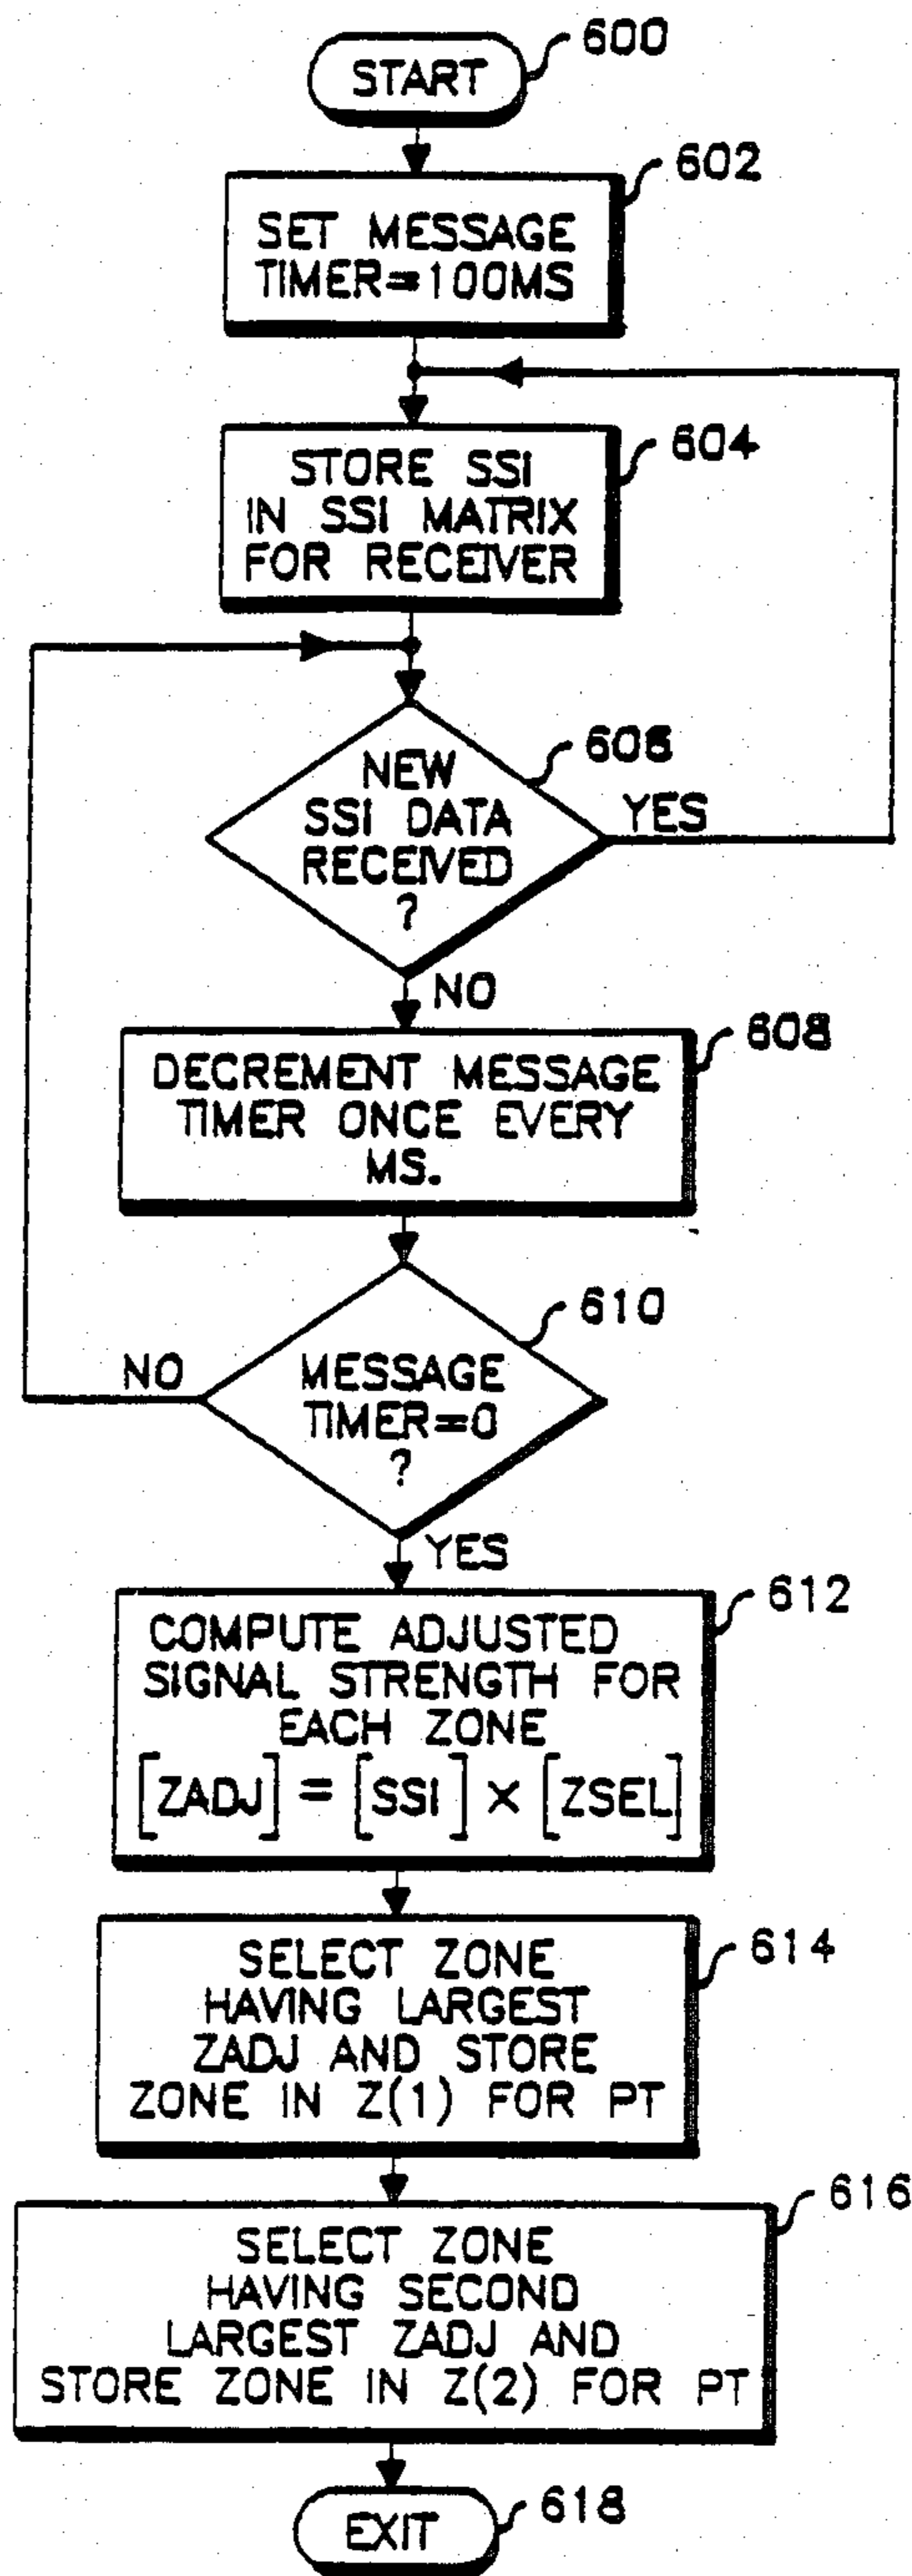 START
600
602
SET MESSAGE
TIMER=100MS
604
STORE SSI
IN SSI MATRIX
FOR RECEIVER
606
NEW
SSI DATA
RECEIVED
?
YES
NO
608
DECREMENT MESSAGE
TIMER ONCE EVERY
MS.
610
MESSAGE
TIMER=0
?
NO
YES
612
COMPUTE ADJUSTED
SIGNAL STRENGTH FOR
EACH ZONE
[ZADJ] = [SSI] × [ZSEL]
614
SELECT ZONE
HAVING LARGEST
ZADJ AND STORE
ZONE IN Z(1) FOR PT
616
SELECT ZONE
HAVING SECOND
LARGEST ZADJ AND
STORE ZONE IN Z(2) FOR PT
EXIT
618